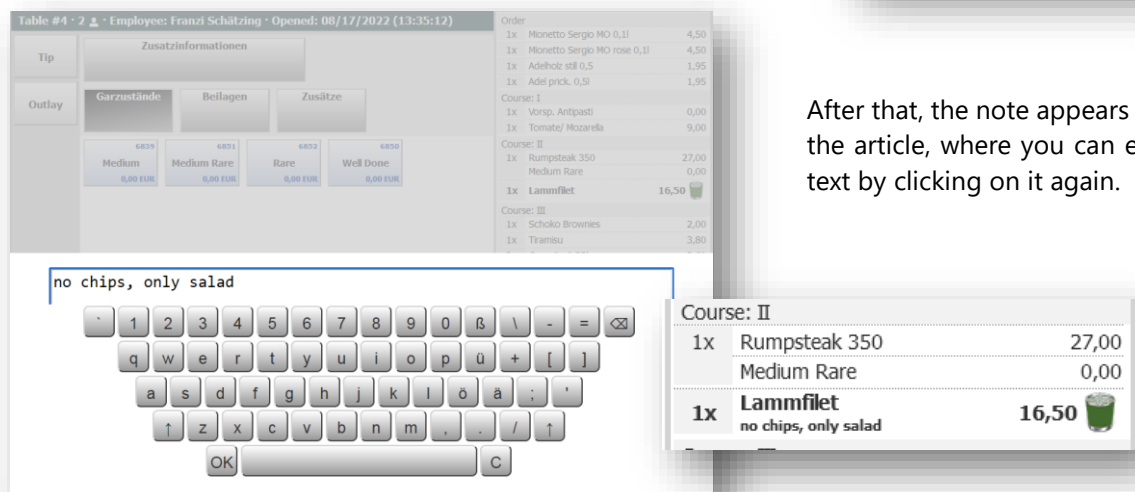 Table #4 · 2 · Employee: Franzi Schätzing · Opened: 08/17/2022 (13:35:12)
Tip
Outlay
Zusatzinformationen
Garzustände Beilagen Zusätze
6839 6851 6852 6850
Medium Medium Rare Rare Well Done
0,00 EUR 0,00 EUR 0,00 EUR 0,00 EUR
Order
1x Mionetto Sergio MO 0,1l 4,50
1x Mionetto Sergio MO rose 0,1l 4,50
1x Adelholz still 0,5 1,95
1x Adel prick. 0,5l 1,95
Course: I
1x Vorsp. Antipasti 0,00
1x Tomate/ Mozarella 9,00
Course: II
1x Rumpsteak 350 27,00
Medium Rare 0,00
1x Lammfilet 16,50
Course: III
1x Schoko Brownies 2,00
1x Tiramisu 3,80
no chips, only salad
` 1 2 3 4 5 6 7 8 9 0 ß \ - = ⌫
q w e r t y u i o p ü + [ ]
a s d f g h j k l ö ä ; '
↑ z x c v b n m , . / ↑
OK C
After that, the note appears
the article, where you can e
text by clicking on it again.
Course: II
1x Rumpsteak 350 27,00
Medium Rare 0,00
1x Lammfilet 16,50
no chips, only salad